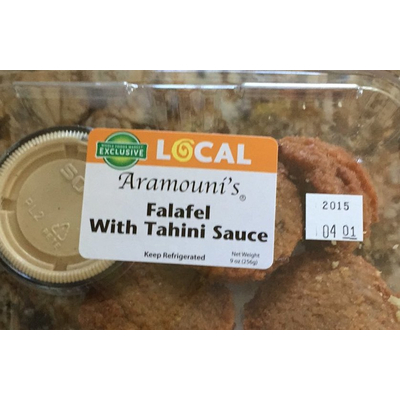 WHOLE FOODS MARKET
EXCLUSIVE
LOCAL
Aramouni's®
Falafel
With Tahini Sauce
Keep Refrigerated
Net Weight
9 oz (256g)
2015
04 01